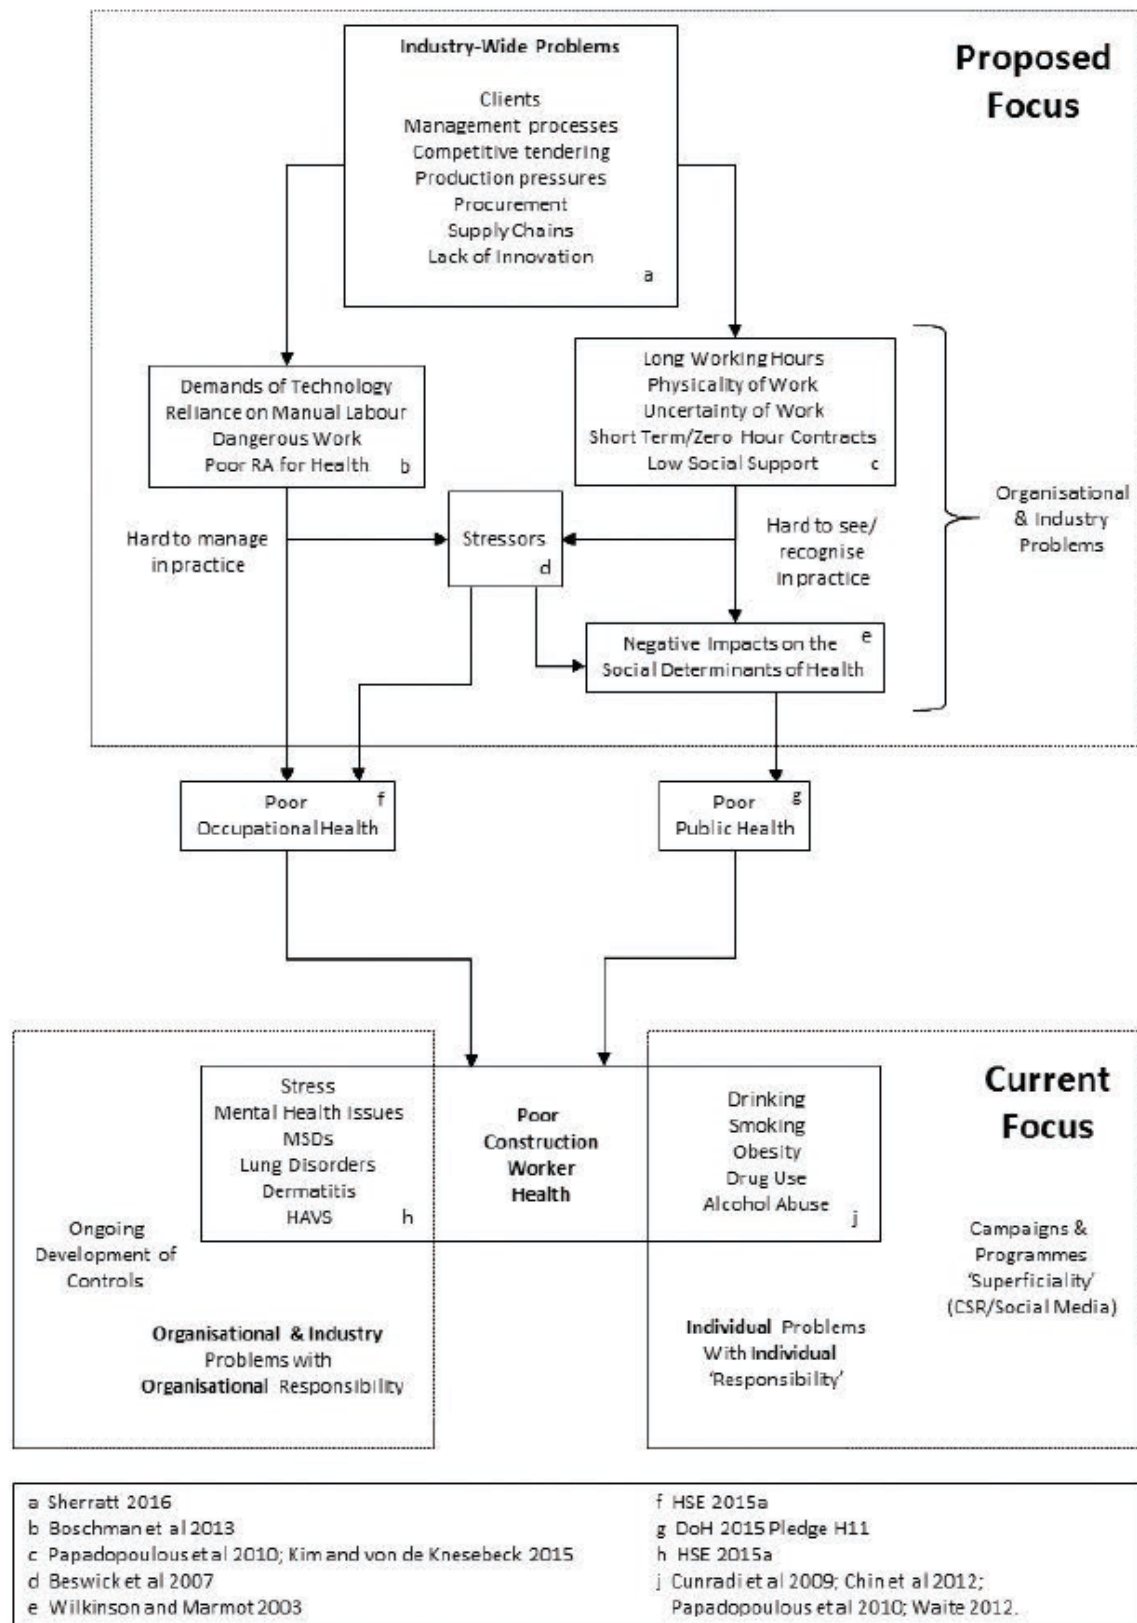 Proposed
Focus
Industry-Wide Problems
Clients
Management processes
Competitive tendering
Production pressures
Procurement
Supply Chains
Lack of Innovation
a
Demands of Technology
Reliance on Manual Labour
Dangerous Work
Poor RA for Health b
Long Working Hours
Physicality of Work
Uncertainty of Work
Short Term/Zero Hour Contracts
Low Social Support c
Organisational
& Industry
Problems
Hard to manage
in practice
Stressors
d
Hard to see/
recognise
in practice
Negative Impacts on the e
Social Determinants of Health
Poor f
Occupational Health
Poor g
Public Health
Current
Focus
Stress
Mental Health Issues
MSDs
Lung Disorders
Dermatitis
HAVS h
Poor
Construction
Worker
Health
Drinking
Smoking
Obesity
Drug Use
Alcohol Abuse
j
Ongoing
Development of
Controls
Campaigns &
Programmes
‘Superficiality’
(CSR/Social Media)
Organisational & Industry
Problems with
Organisational Responsibility
Individual Problems
With Individual
‘Responsibility’
a Sherratt 2016
b Boschman et al 2013
c Papadopoulous et al 2010; Kim and von de Knesebeck 2015
d Beswick et al 2007
e Wilkinson and Marmot 2003
f HSE 2015a
g DoH 2015 Pledge H11
h HSE 2015a
j Cunradi et al 2009; Chin et al 2012;
Papadopoulous et al 2010; Waite 2012.